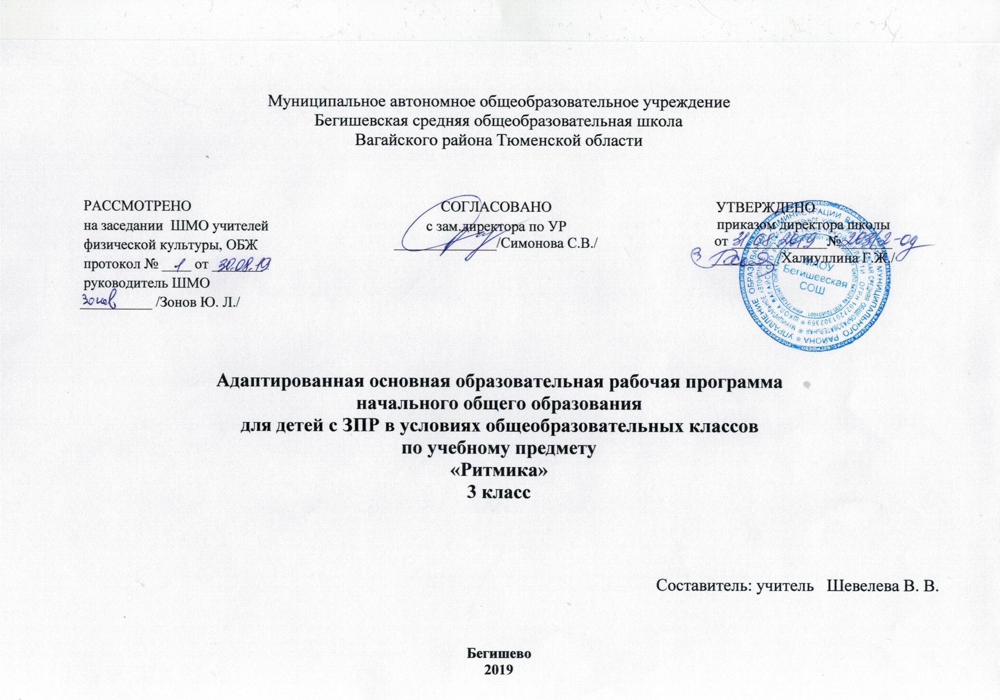 Муниципальное автономное общеобразовательное учреждение
Бегишевская средняя общеобразовательная школа
Вагайского района Тюменской области
РАССМОТРЕНО
на заседании ШМО учителей
физической культуры, ОБЖ
протокол № 1 от 30.08.19
руководитель ШМО
Зонов /Зонов Ю. Л./
СОГЛАСОВАНО
с зам.директора по УР
/Симонова С.В./
УТВЕРЖДЕНО
приказом директора школы
от 31.08.2019 №
/Халиуллина Г.Ж./
МАОУ
Бегишевская
СОШ
Адаптированная основная образовательная рабочая программа
начального общего образования
для детей с ЗПР в условиях общеобразовательных классов
по учебному предмету
«Ритмика»
3 класс
Составитель: учитель Шевелева В. В.
Бегишево
2019